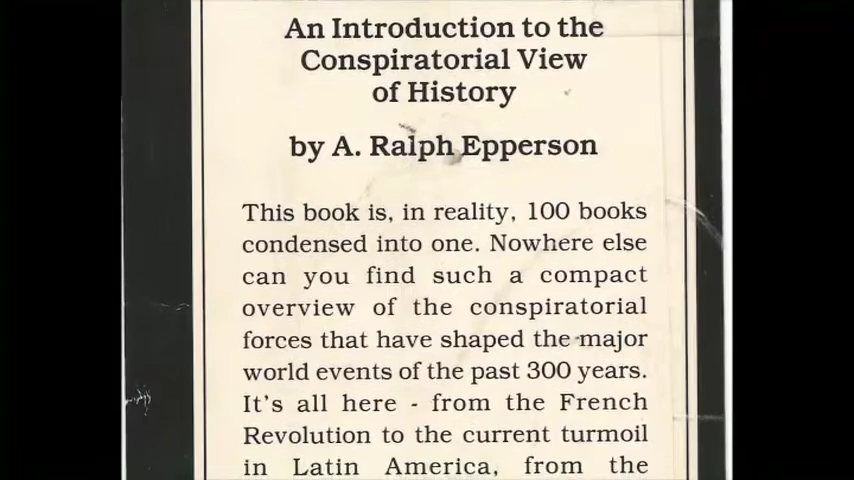 An Introduction to the
Conspiratorial View
of History
by A. Ralph Epperson
This book is, in reality, 100 books
condensed into one. Nowhere else
can you find such a compact
overview of the conspiratorial
forces that have shaped the major
world events of the past 300 years.
It's all here - from the French
Revolution to the current turmoil
in Latin America, from the